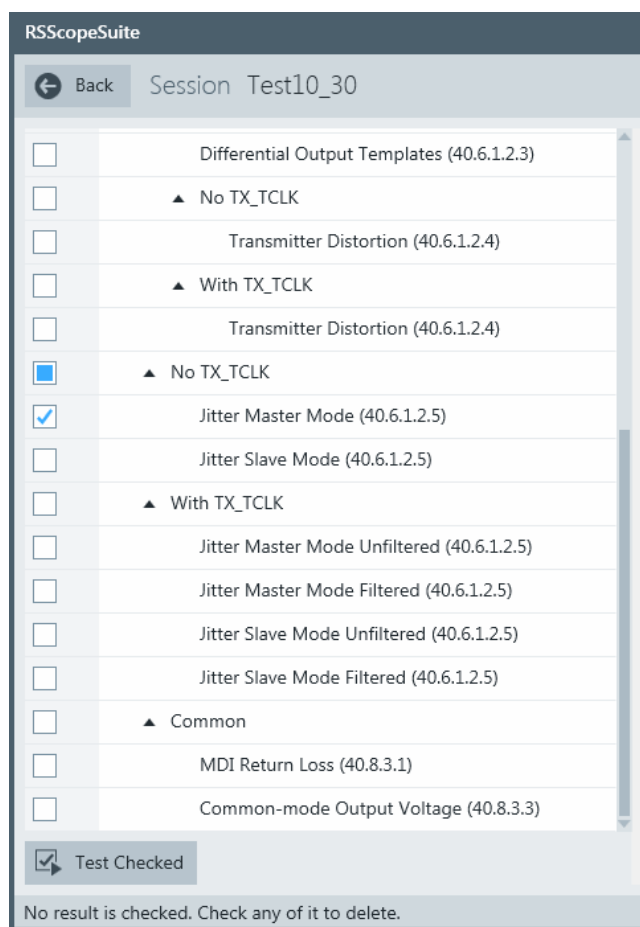 RSScopeSuite
Back Session Test10_30
Differential Output Templates (40.6.1.2.3)
No TX_TCLK
Transmitter Distortion (40.6.1.2.4)
With TX_TCLK
Transmitter Distortion (40.6.1.2.4)
No TX_TCLK
Jitter Master Mode (40.6.1.2.5)
Jitter Slave Mode (40.6.1.2.5)
With TX_TCLK
Jitter Master Mode Unfiltered (40.6.1.2.5)
Jitter Master Mode Filtered (40.6.1.2.5)
Jitter Slave Mode Unfiltered (40.6.1.2.5)
Jitter Slave Mode Filtered (40.6.1.2.5)
Common
MDI Return Loss (40.8.3.1)
Common-mode Output Voltage (40.8.3.3)
Test Checked
No result is checked. Check any of it to delete.